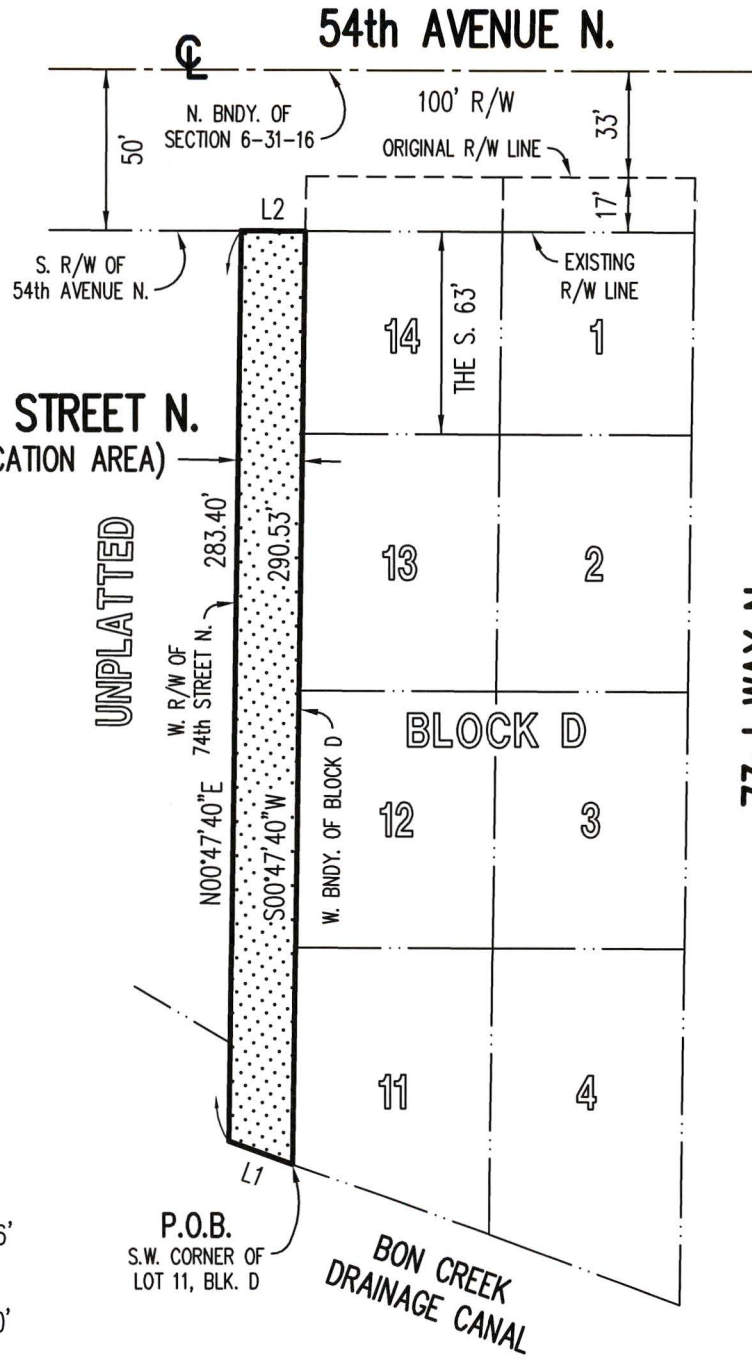 54th AVENUE N.
CL
N. BNDY. OF
SECTION 6-31-16
100' R/W
50'
33'
ORIGINAL R/W LINE
17'
L2
S. R/W OF
54th AVENUE N.
EXISTING
R/W LINE
14
THE S. 63'
1
STREET N.
CATION AREA)
283.40'
290.53'
UNPLATTED
13
2
W. R/W OF
74th STREET N.
BLOCK D
N00°47'40"E
S00°47'40"W
W. BNDY. OF BLOCK D
12
3
11
4
L1
P.O.B.
S.W. CORNER OF
LOT 11, BLK. D
BON CREEK
DRAINAGE CANAL